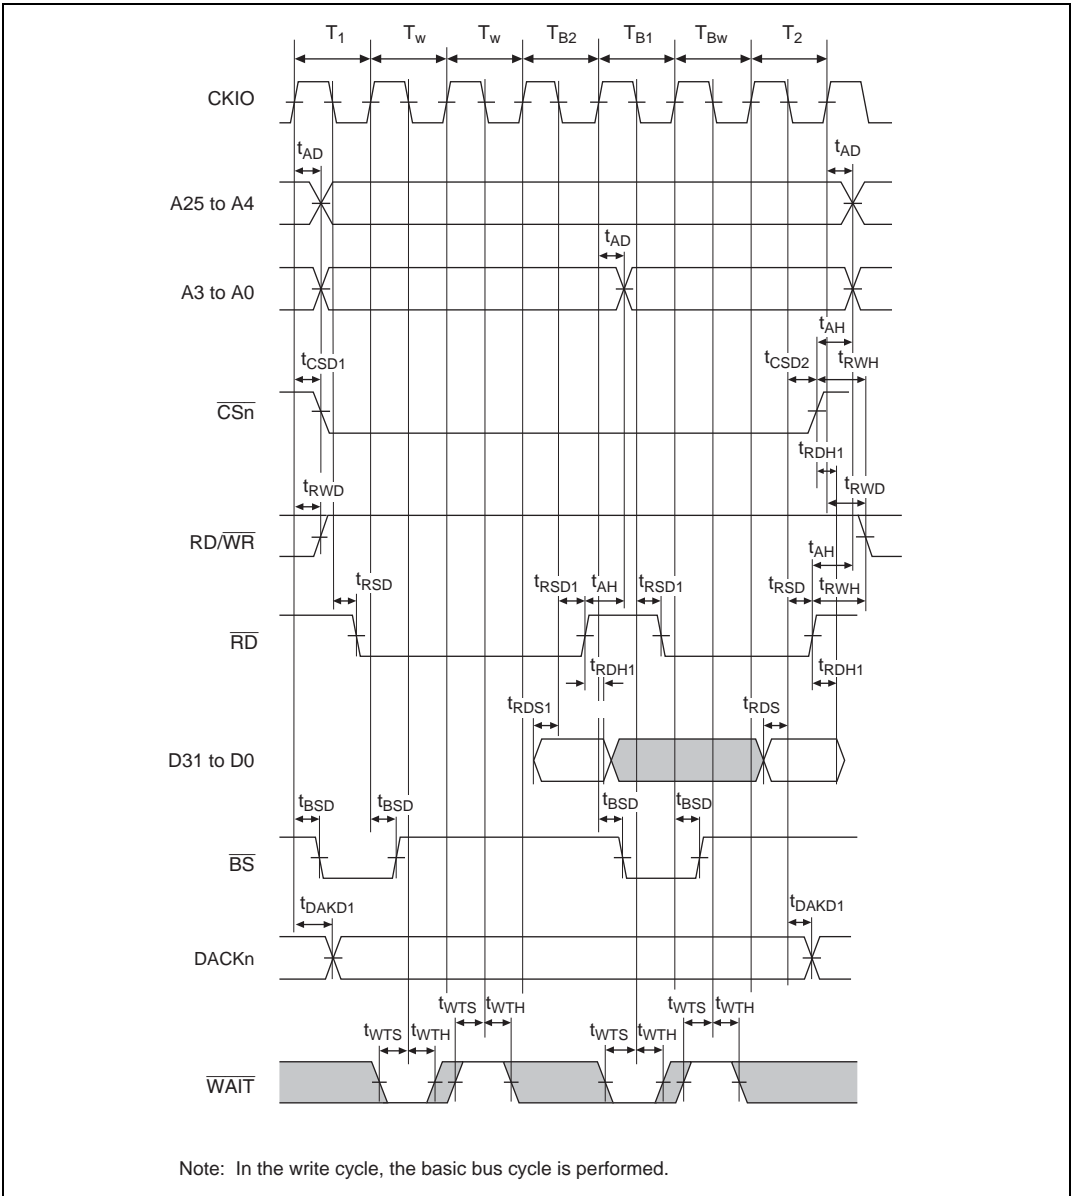 T1 Tw Tw TB2 TB1 TBw T2
CKIO
tAD tAD
A25 to A4
tAD
A3 to A0
tAH
tCSD1 tCSD2 tRWH
CSn
tRDH1
tRWD tRWD
RD/WR
tAH
tRSD tRSD1 tAH tRSD1 tRSD tRWH
RD
tRDH1 tRDH1
tRDS1 tRDS
D31 to D0
tBSD tBSD tBSD tBSD
BS
tDAKD1 tDAKD1
DACKn
tWTS tWTH tWTS tWTH
tWTS tWTH tWTS tWTH
WAIT
Note: In the write cycle, the basic bus cycle is performed.